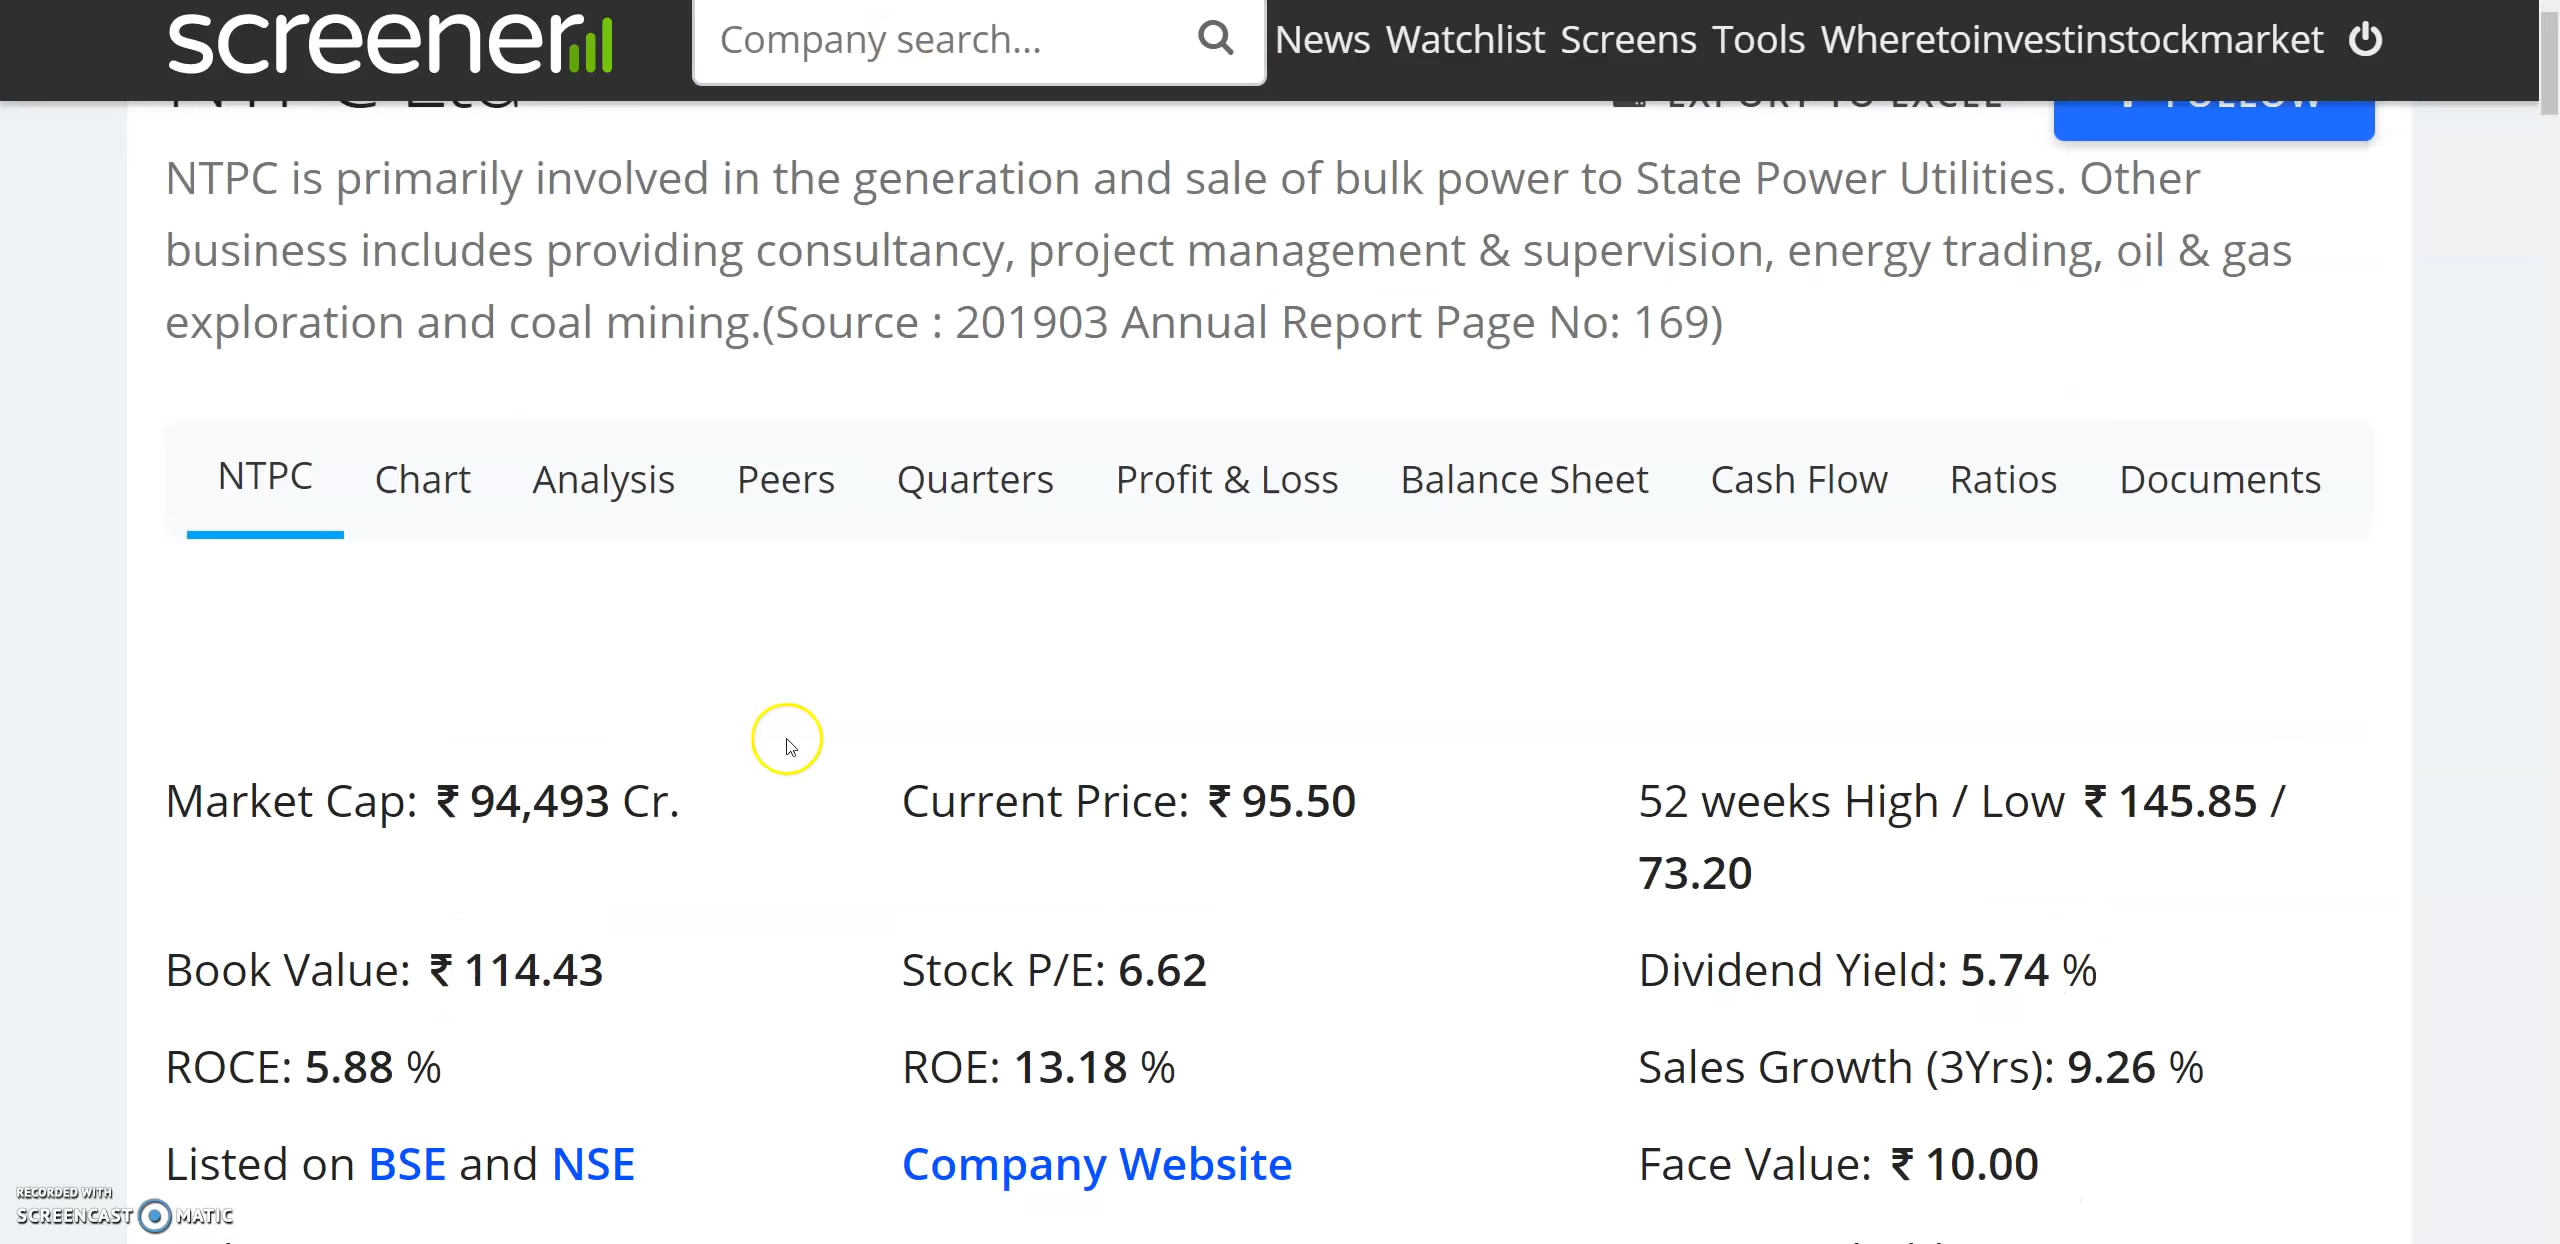 screener
Company search...
News Watchlist Screens Tools Wheretoinvestinstockmarket
NTPC Ltd
EXPORT TO EXCEL
FOLLOW
NTPC is primarily involved in the generation and sale of bulk power to State Power Utilities. Other
business includes providing consultancy, project management & supervision, energy trading, oil & gas
exploration and coal mining.(Source : 201903 Annual Report Page No: 169)
NTPC Chart Analysis Peers Quarters Profit & Loss Balance Sheet Cash Flow Ratios Documents
Market Cap: ₹ 94,493 Cr.
Current Price: ₹ 95.50
52 weeks High / Low ₹ 145.85 /
73.20
Book Value: ₹ 114.43
Stock P/E: 6.62
Dividend Yield: 5.74 %
ROCE: 5.88 %
ROE: 13.18 %
Sales Growth (3Yrs): 9.26 %
Listed on BSE and NSE
Company Website
Face Value: ₹ 10.00
RECORDED WITH
SCREENCAST MATIC